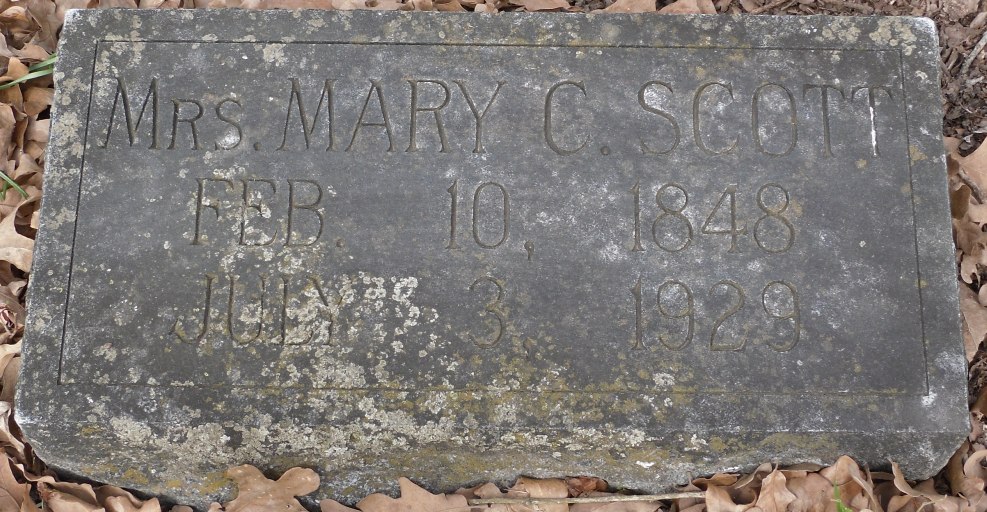 MRS. MARY C. SCOTT
FEB. 10, 1848
JULY 3, 1929